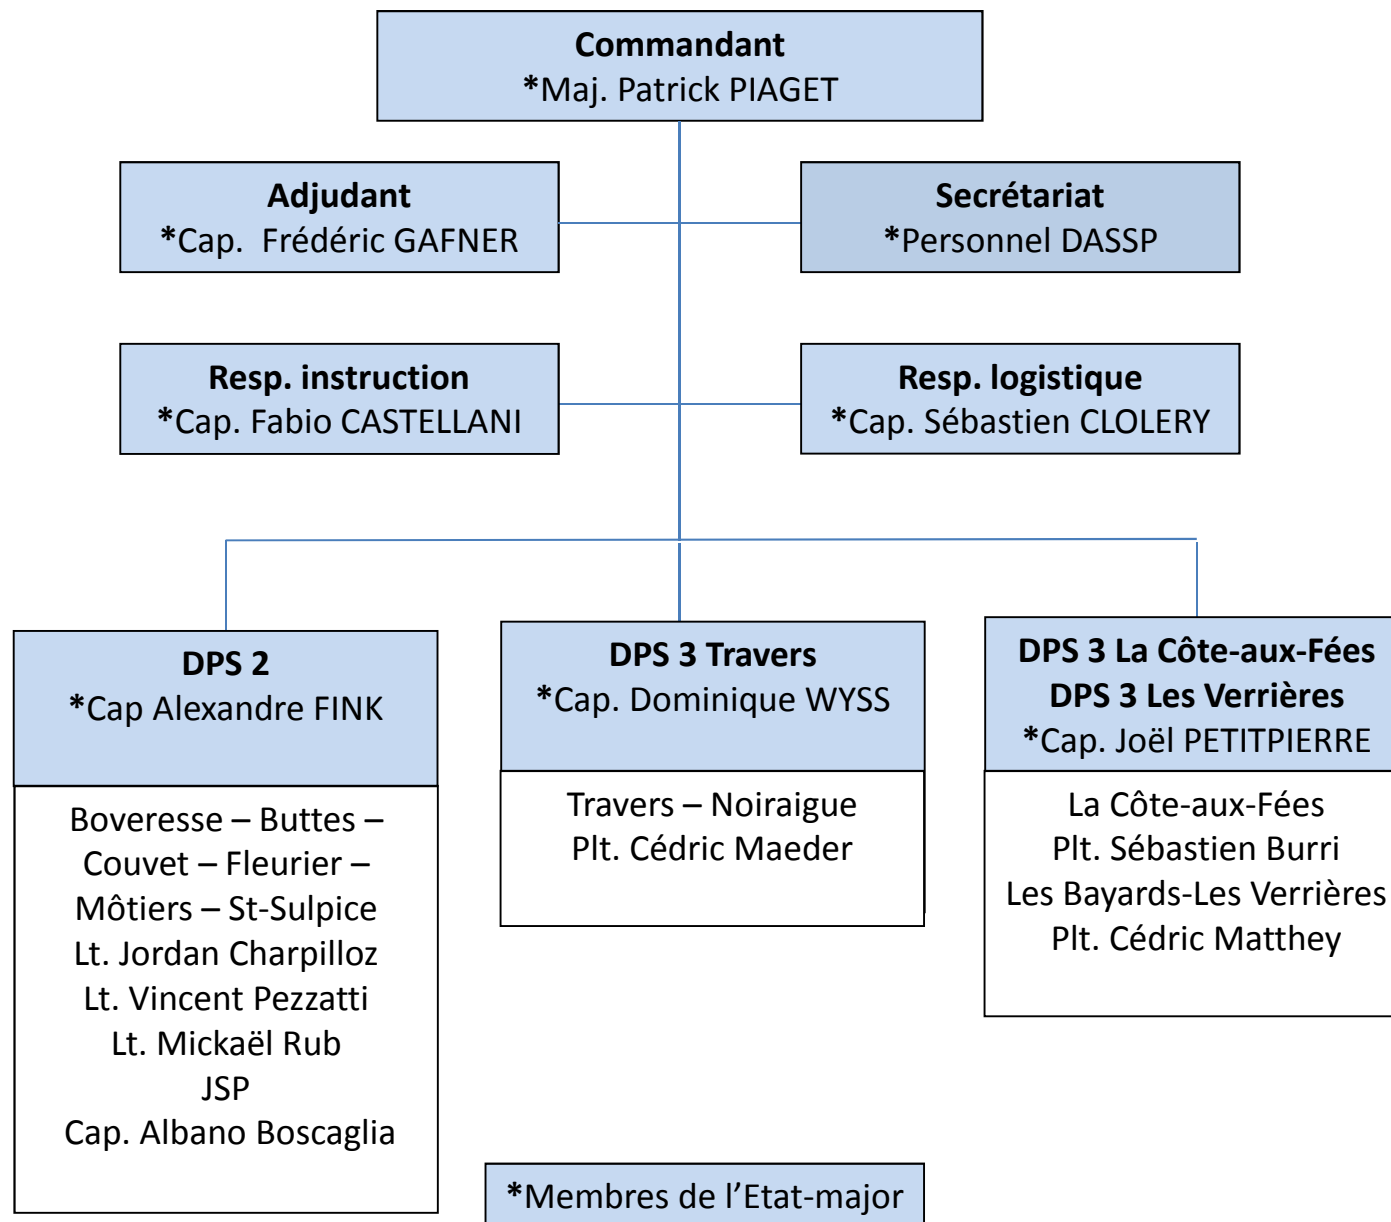 Commandant
*Maj. Patrick PIAGET
Adjudant
*Cap. Frédéric GAFNER
Secrétariat
*Personnel DASSP
Resp. instruction
*Cap. Fabio CASTELLANI
Resp. logistique
*Cap. Sébastien CLOLERY
DPS 2
*Cap Alexandre FINK
Boveresse – Buttes –
Couvet – Fleurier –
Môtiers – St-Sulpice
Lt. Jordan Charpilloz
Lt. Vincent Pezzatti
Lt. Mickaël Rub
JSP
Cap. Albano Boscaglia
DPS 3 Travers
*Cap. Dominique WYSS
Travers – Noiraigue
Plt. Cédric Maeder
DPS 3 La Côte-aux-Fées
DPS 3 Les Verrières
*Cap. Joël PETITPIERRE
La Côte-aux-Fées
Plt. Sébastien Burri
Les Bayards-Les Verrières
Plt. Cédric Matthey
*Membres de l’Etat-major